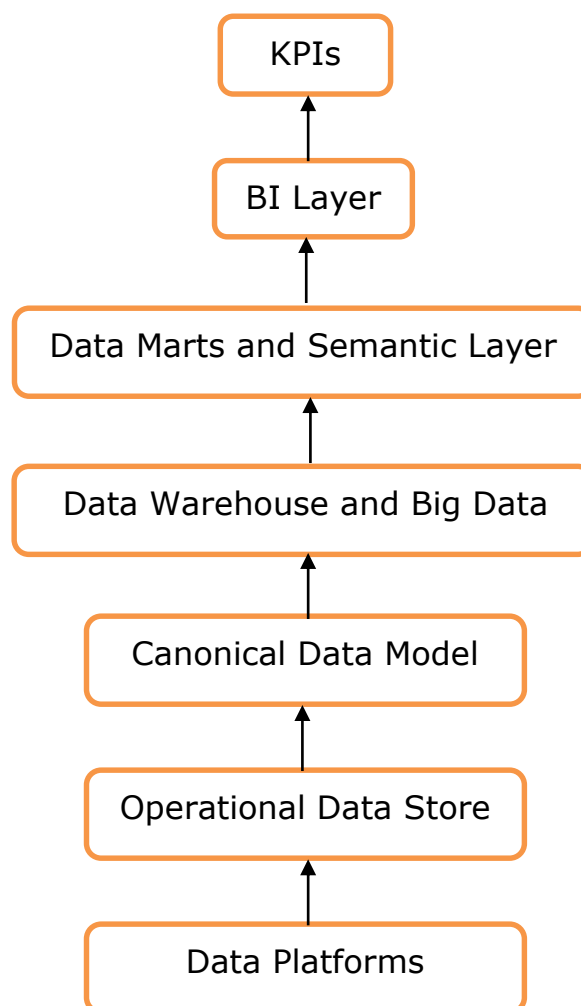 KPIs
BI Layer
Data Marts and Semantic Layer
Data Warehouse and Big Data
Canonical Data Model
Operational Data Store
Data Platforms